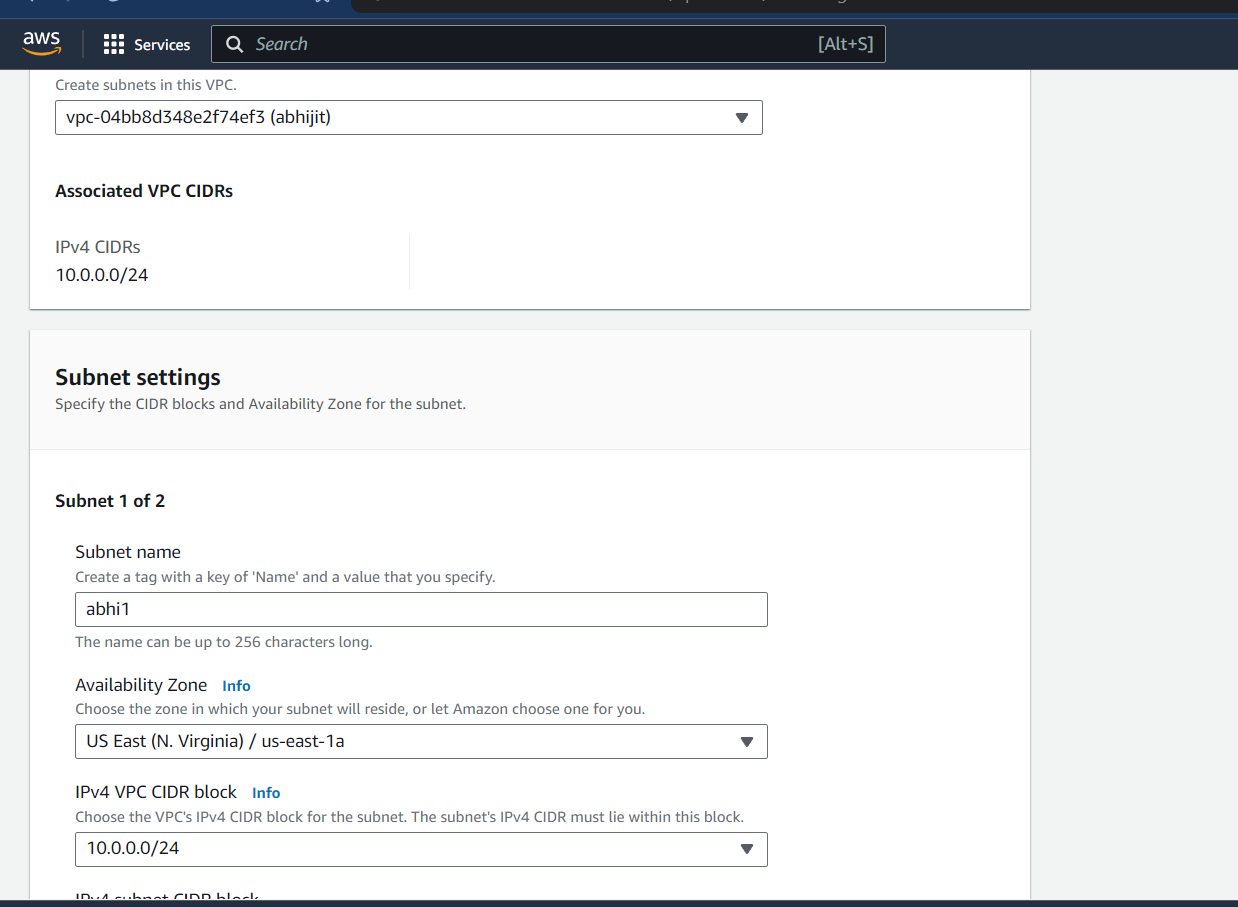 aws
Services
Search
[Alt+S]
Create subnets in this VPC.
vpc-04bb8d348e2f74ef3 (abhijit)
Associated VPC CIDRs
IPv4 CIDRs
10.0.0.0/24
Subnet settings
Specify the CIDR blocks and Availability Zone for the subnet.
Subnet 1 of 2
Subnet name
Create a tag with a key of 'Name' and a value that you specify.
abhi1
The name can be up to 256 characters long.
Availability Zone Info
Choose the zone in which your subnet will reside, or let Amazon choose one for you.
US East (N. Virginia) / us-east-1a
IPv4 VPC CIDR block Info
Choose the VPC's IPv4 CIDR block for the subnet. The subnet's IPv4 CIDR must lie within this block.
10.0.0.0/24
IPv4 subnet CIDR block